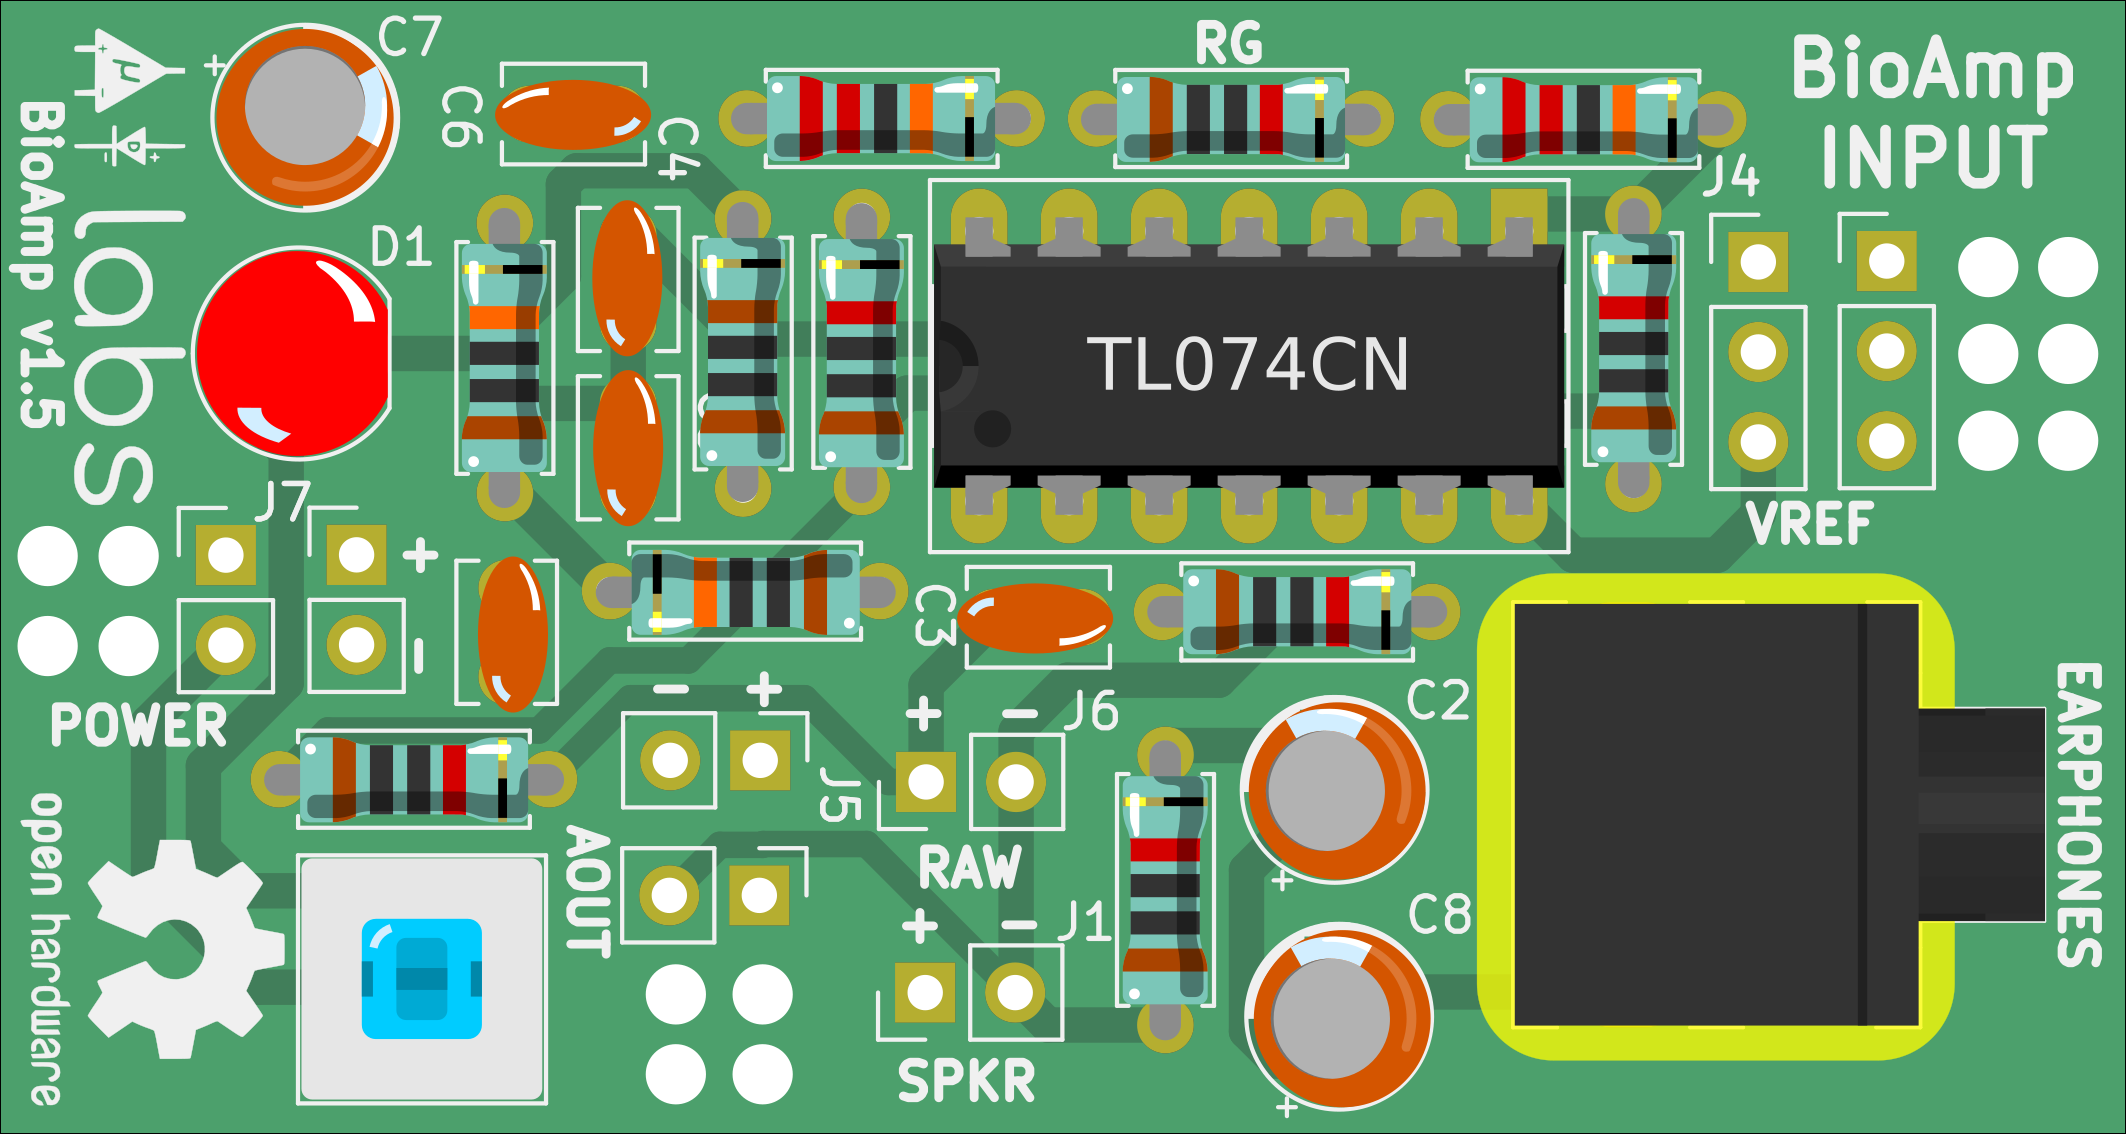 C7
RG
BioAmp
INPUT
C6
C4
J4
μ
D
BioAmp v1.5
labs
D1
TL074CN
VREF
J7
+
-
POWER
C3
- +
+ -
J6
C2
J5
RAW
AOUT
+ -
J1
C8
SPKR
EARPHONES
open hardware